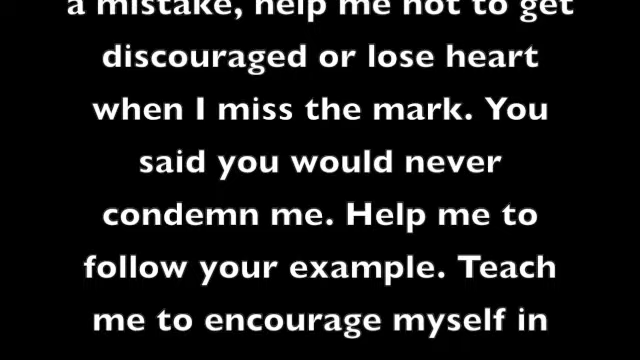 a mistake, help me not to get
discouraged or lose heart
when I miss the mark. You
said you would never
condemn me. Help me to
follow your example. Teach
me to encourage myself in